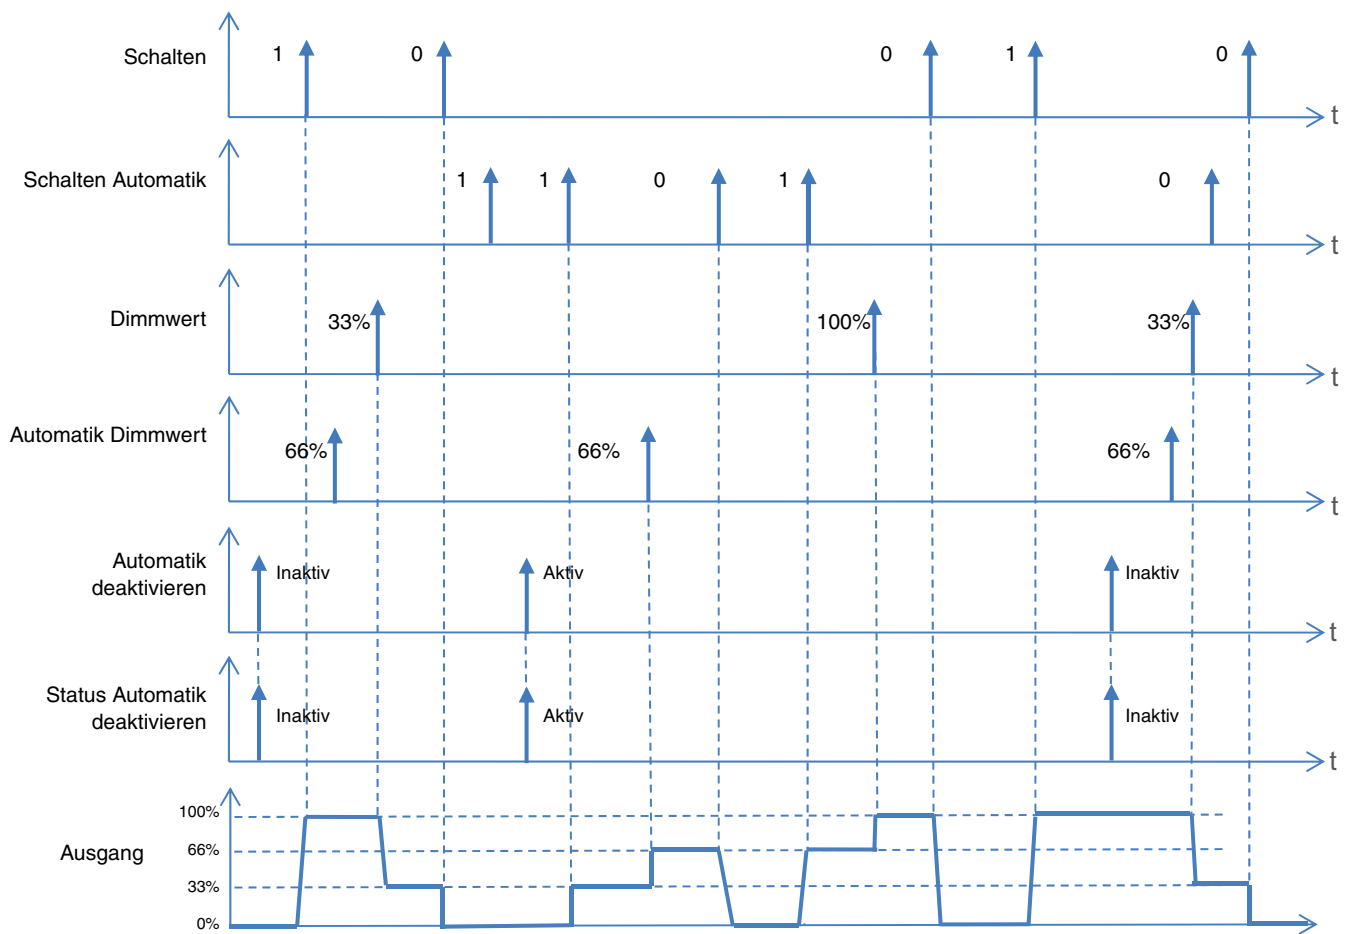 Schalten
1
0
0
1
0
t
Schalten Automatik
1
1
0
1
0
t
Dimmwert
33%
100%
33%
t
Automatik Dimmwert
66%
66%
66%
t
Automatik
deaktivieren
Inaktiv
Aktiv
Inaktiv
t
Status Automatik
deaktivieren
Inaktiv
Aktiv
Inaktiv
t
Ausgang
100%
66%
33%
0%